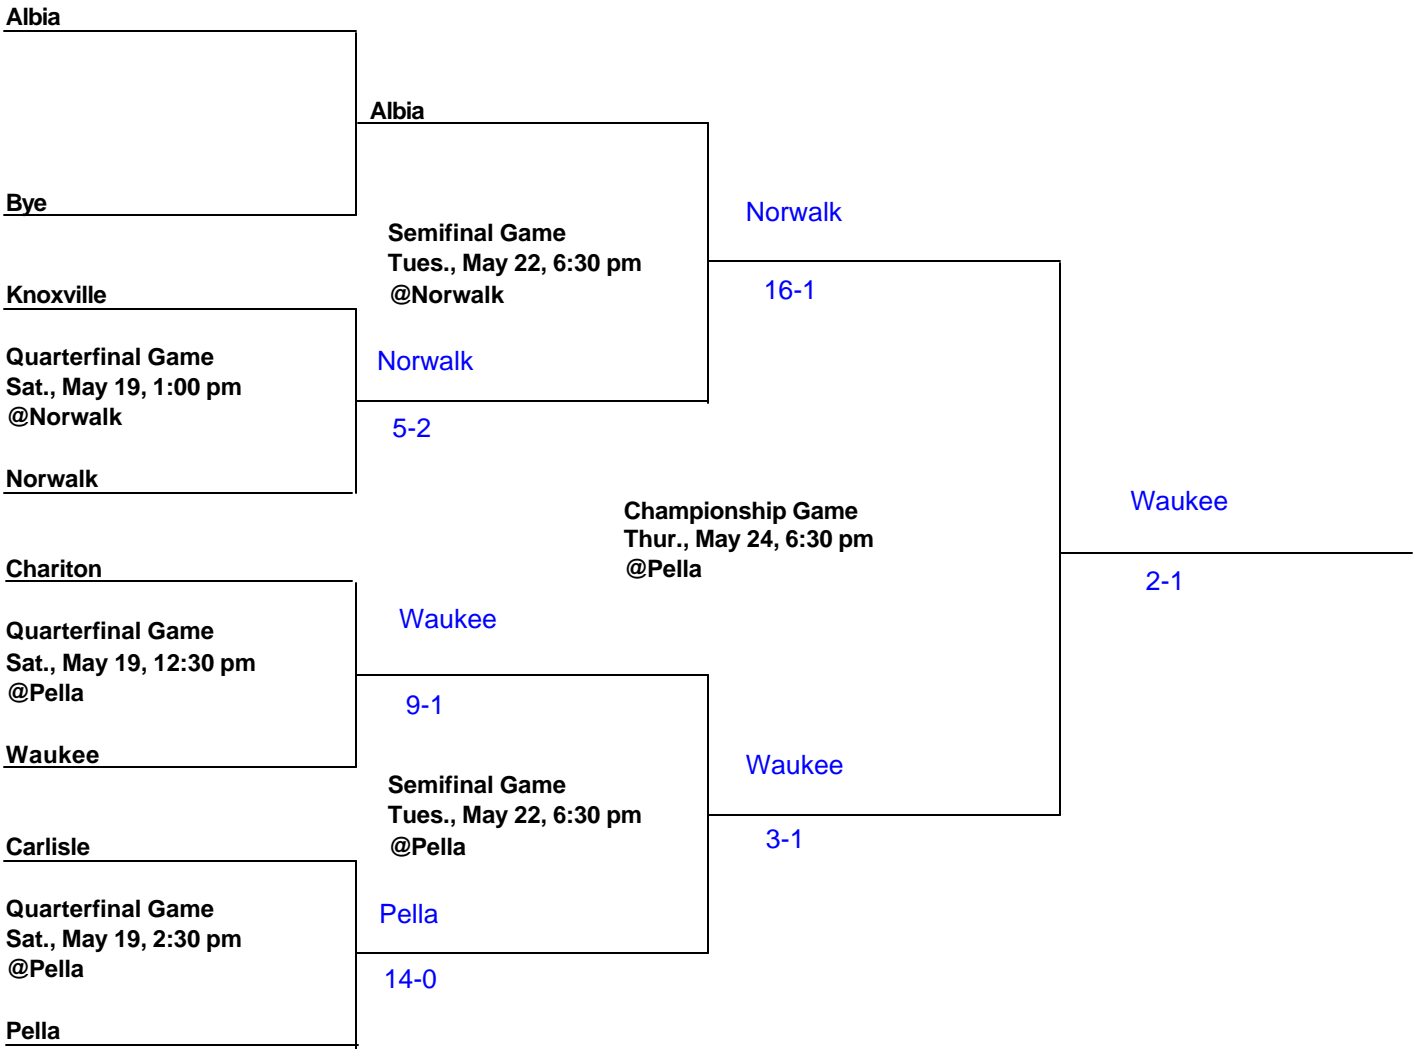 Albia
Albia
Bye
Norwalk
Semifinal Game
Tues., May 22, 6:30 pm
@Norwalk
16-1
Knoxville
Quarterfinal Game
Sat., May 19, 1:00 pm
@Norwalk
Norwalk
5-2
Norwalk
Championship Game
Thur., May 24, 6:30 pm
@Pella
Waukee
2-1
Chariton
Quarterfinal Game
Sat., May 19, 12:30 pm
@Pella
Waukee
9-1
Waukee
Semifinal Game
Tues., May 22, 6:30 pm
@Pella
Waukee
3-1
Carlisle
Quarterfinal Game
Sat., May 19, 2:30 pm
@Pella
Pella
14-0
Pella